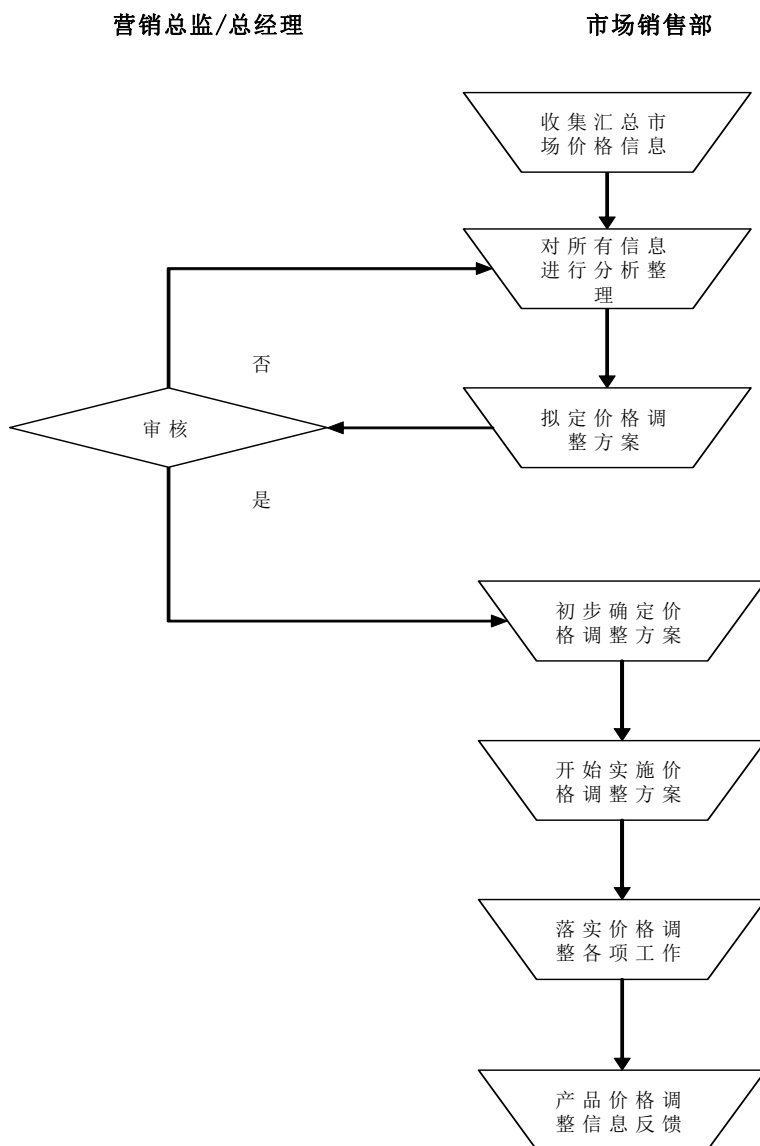 营销总监/总经理
市场销售部
收集汇总市
场价格信息
对所有信息
进行分析整
理
否
审核
拟定价格调
整方案
是
初步确定价
格调整方案
开始实施价
格调整方案
落实价格调
整各项工作
产品价格调
整信息反馈